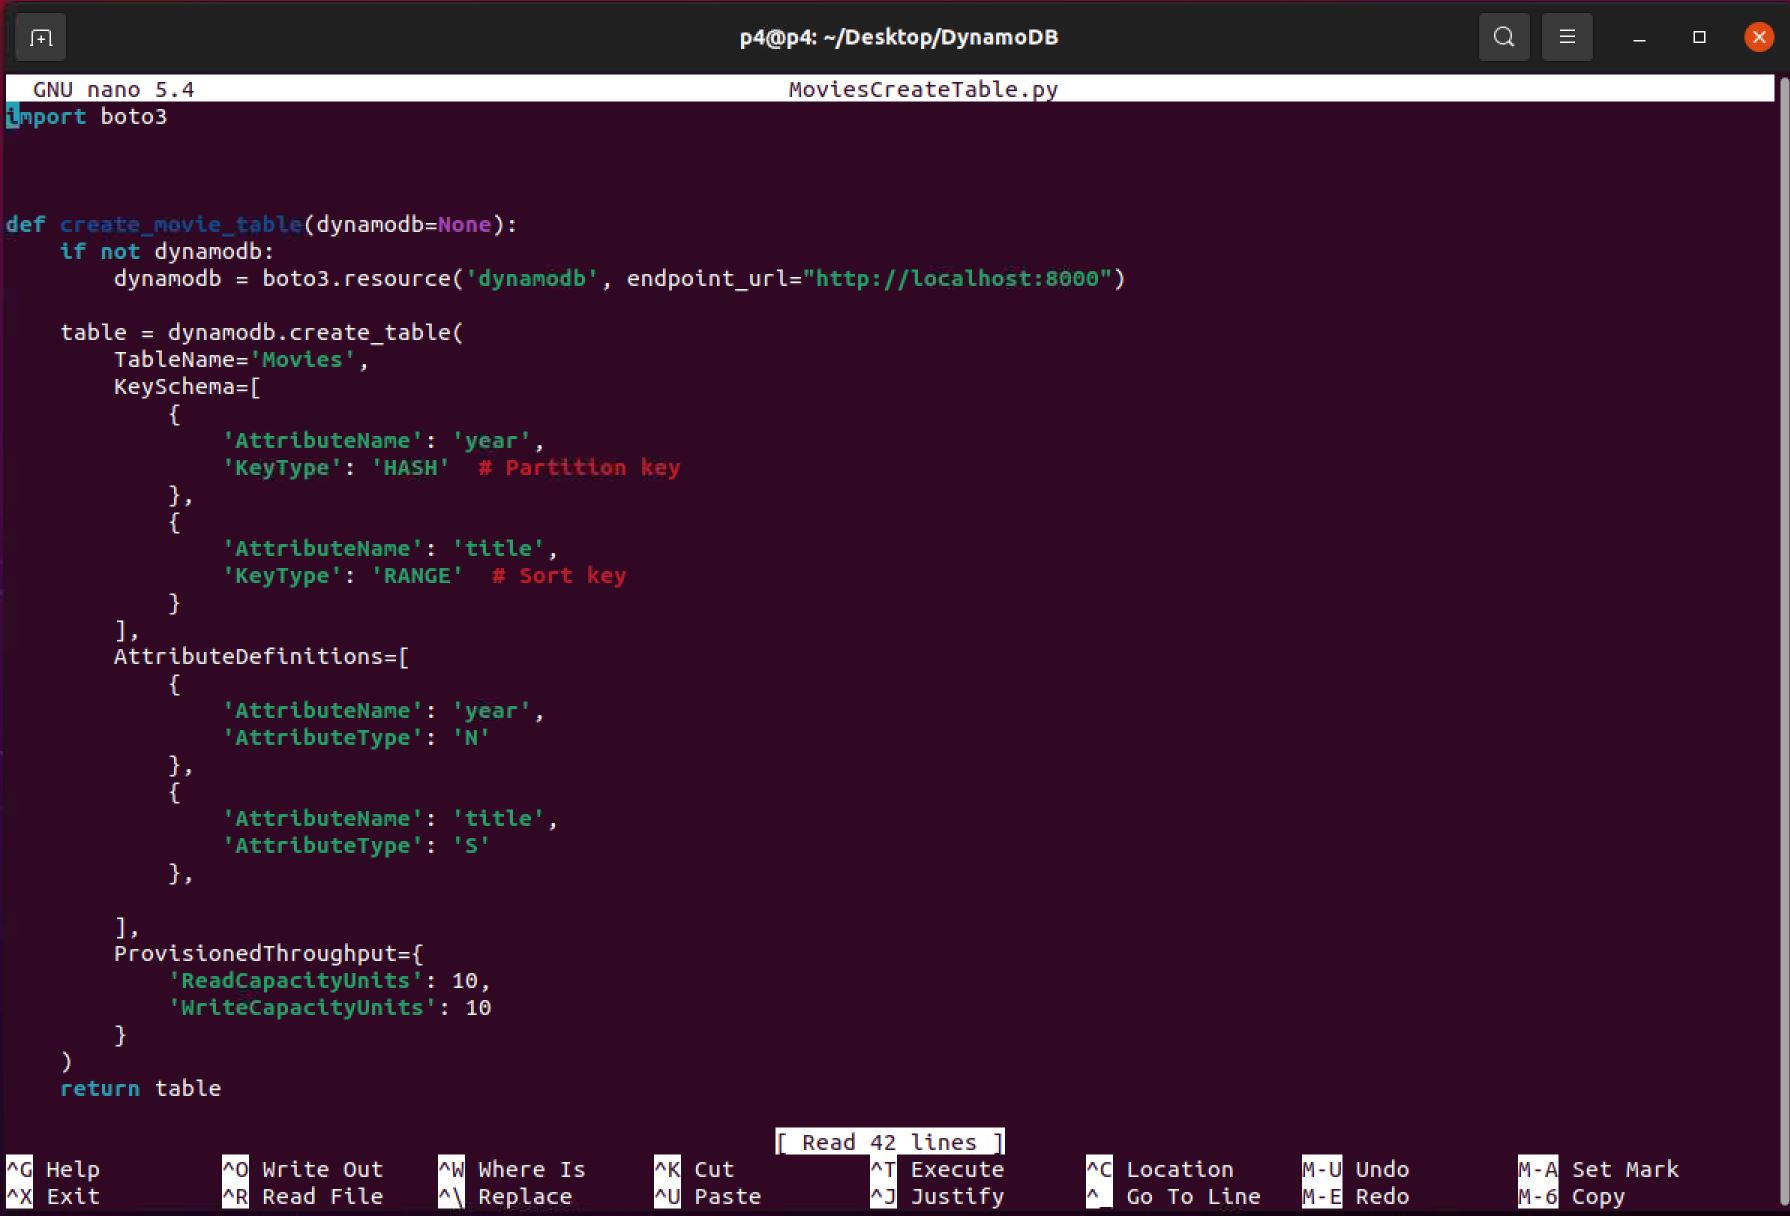 p4@p4: ~/Desktop/DynamoDB
GNU nano 5.4 MoviesCreateTable.py
import boto3
def create_movie_table(dynamodb=None):
    if not dynamodb:
        dynamodb = boto3.resource('dynamodb', endpoint_url="http://localhost:8000")
    table = dynamodb.create_table(
        TableName='Movies',
        KeySchema=[
            {
                'AttributeName': 'year',
                'KeyType': 'HASH'  # Partition key
            },
            {
                'AttributeName': 'title',
                'KeyType': 'RANGE'  # Sort key
            }
        ],
        AttributeDefinitions=[
            {
                'AttributeName': 'year',
                'AttributeType': 'N'
            },
            {
                'AttributeName': 'title',
                'AttributeType': 'S'
            },
        ],
        ProvisionedThroughput={
            'ReadCapacityUnits': 10,
            'WriteCapacityUnits': 10
        }
    )
    return table
[ Read 42 lines ]
^G Help ^O Write Out ^W Where Is ^K Cut ^T Execute ^C Location M-U Undo M-A Set Mark
^X Exit ^R Read File ^\ Replace ^U Paste ^J Justify ^_ Go To Line M-E Redo M-6 Copy